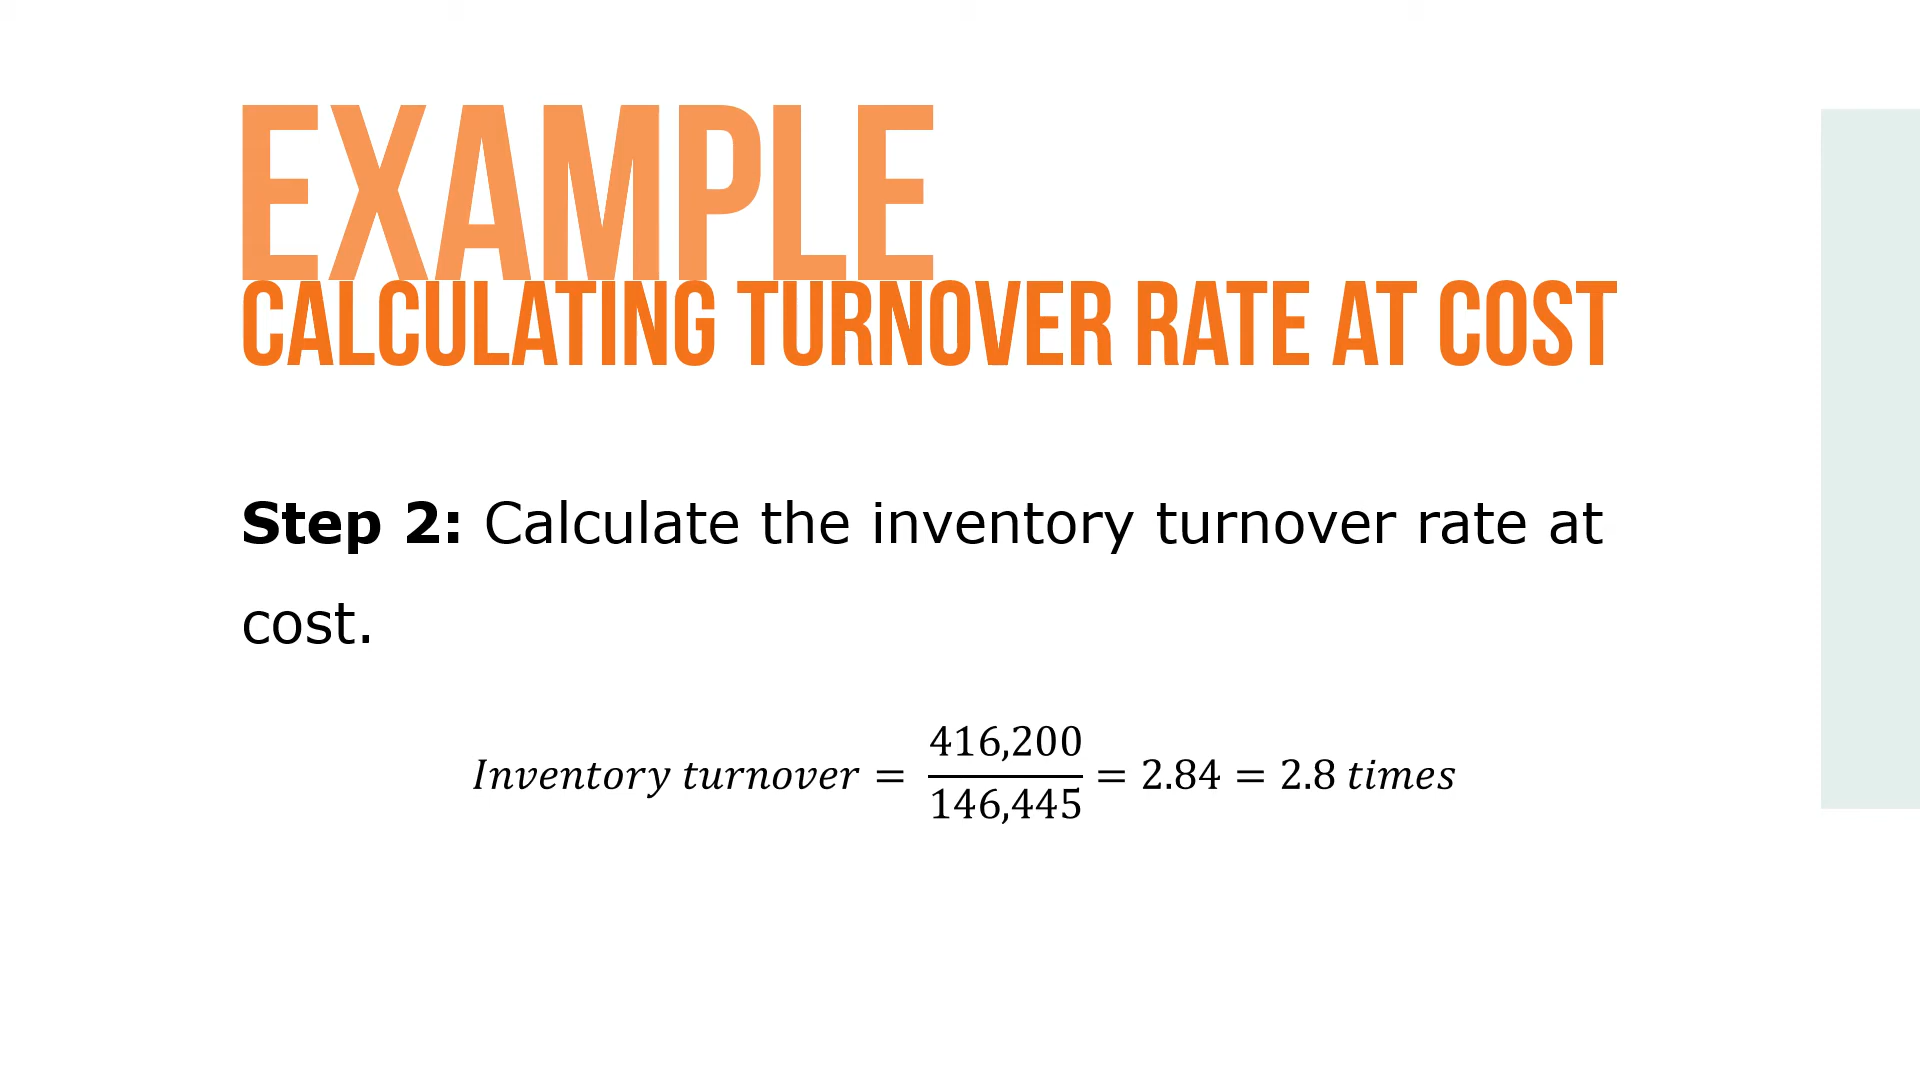 EXAMPLE
CALCULATING TURNOVER RATE AT COST
Step 2: Calculate the inventory turnover rate at
cost.
Inventory turnover = 416,200/146,445 = 2.84 = 2.8 times